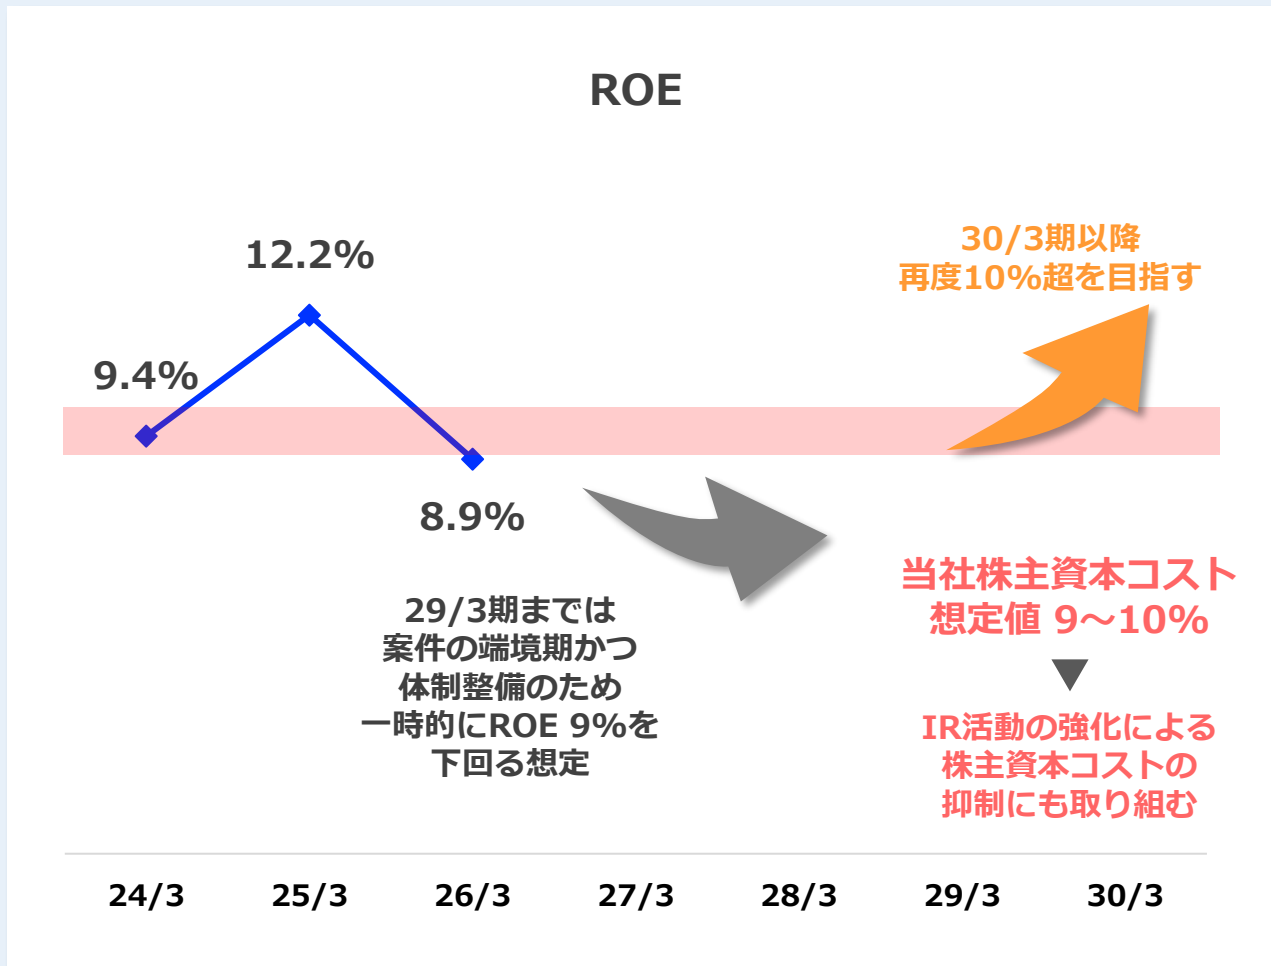 ROE
12.2%
9.4%
8.9%
30/3期以降
再度10%超を目指す
29/3期までは
案件の端境期かつ
体制整備のため
一時的にROE 9%を
下回る想定
当社株主資本コスト
想定値 9～10%
IR活動の強化による
株主資本コストの
抑制にも取り組む
24/3 25/3 26/3 27/3 28/3 29/3 30/3